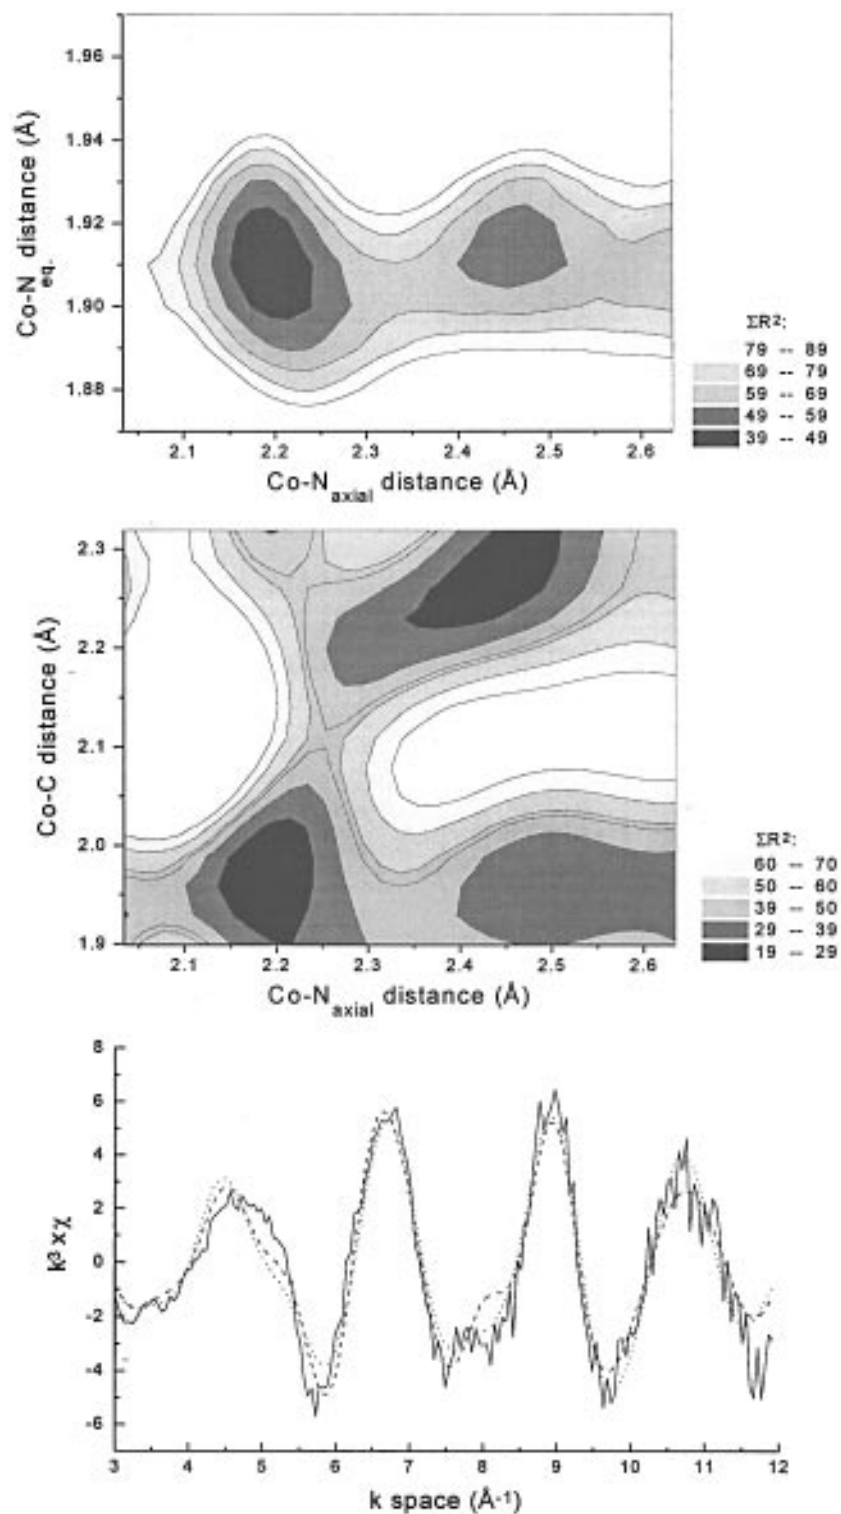 1.96
1.94
1.92
1.90
1.88
Co-N eq. distance (Å)
2.1 2.2 2.3 2.4 2.5 2.6
Co-Naxial distance (Å)
ΣR²:
79 -- 89
69 -- 79
59 -- 69
49 -- 59
39 -- 49
2.3
2.2
2.1
2.0
1.9
Co-C distance (Å)
2.1 2.2 2.3 2.4 2.5 2.6
Co-Naxial distance (Å)
ΣR²:
60 -- 70
50 -- 60
39 -- 50
29 -- 39
19 -- 29
8
6
4
2
0
-2
-4
-6
k³xχ
3 4 5 6 7 8 9 10 11 12
k space (Å-¹)